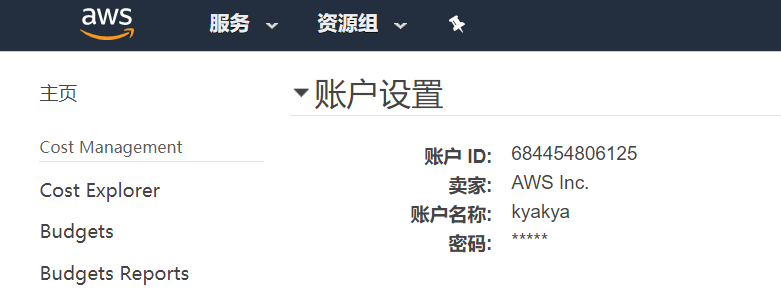 aws 服务 资源组
主页
账户设置
Cost Management
账户 ID: 684454806125
卖家: AWS Inc.
Cost Explorer
账户名称: kyakya
Budgets
密码: *****
Budgets Reports